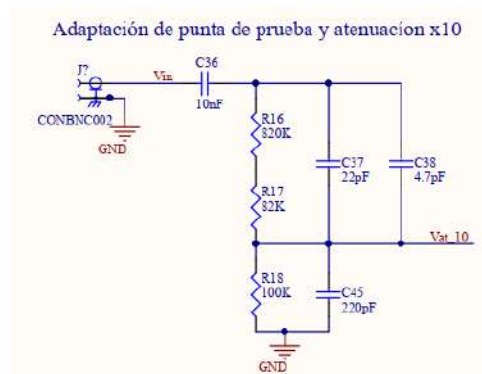 Adaptación de punta de prueba y atenuacíon x10
J?
Vin
C36
10nF
CONBNC002
GND
R16
820K
C37
22pF
C38
4.7pF
R17
82K
Vat_10
R18
100K
C45
220pF
GND